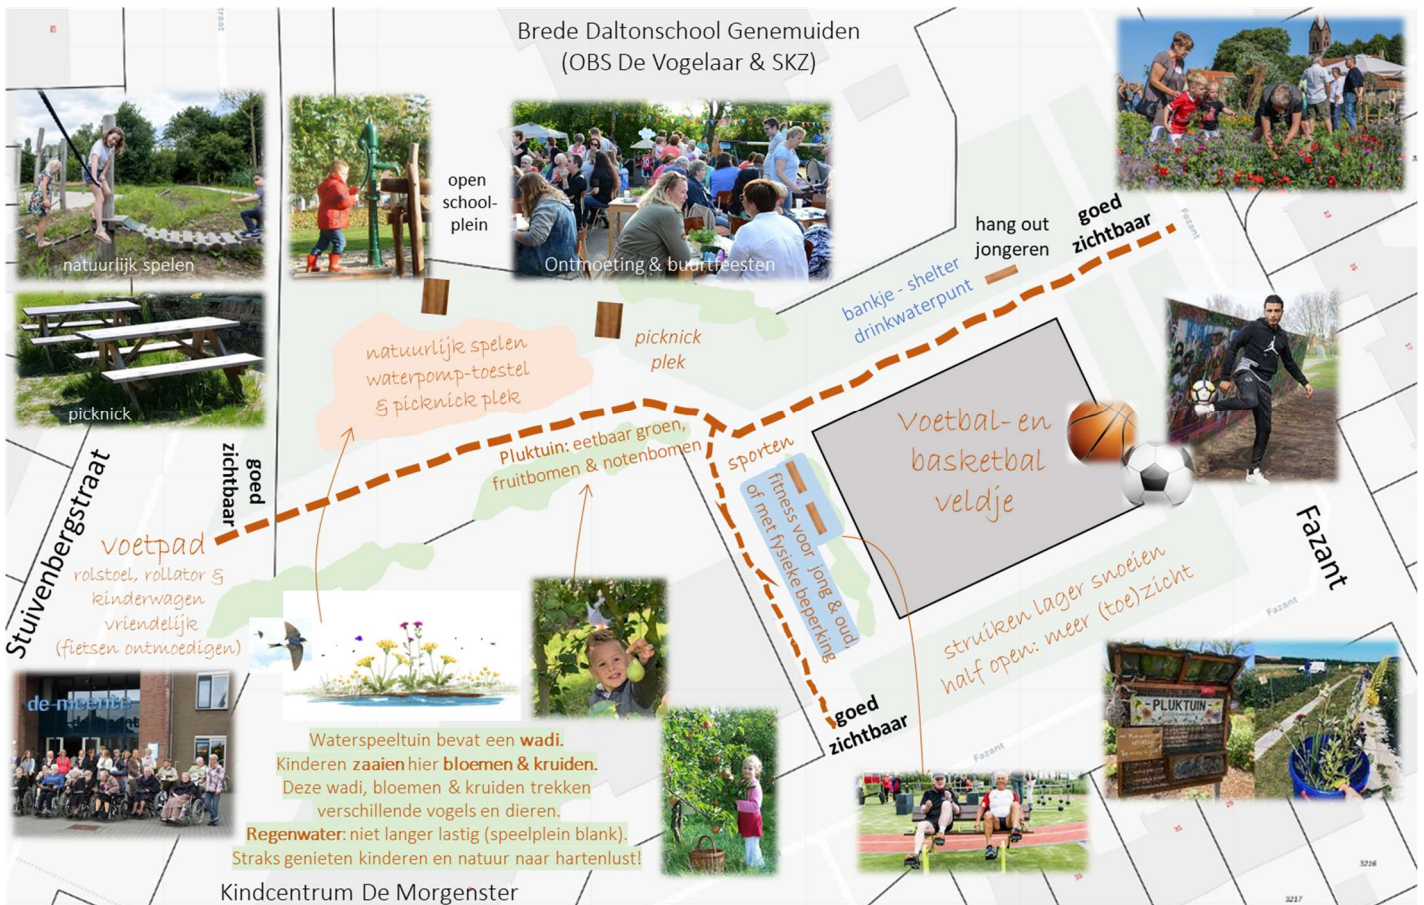 Brede Daltonschool Genemuiden
(OBS De Vogelaar & SKZ)
natuurlijk spelen
open
school-
plein
Ontmoeting & buurtfeesten
hang out
jongeren
goed
zichtbaar
Fazant
bankje - shelter
drinkwaterpunt
picknick
natuurlijk spelen
waterpomp-toestel
& picknick plek
picknick
plek
Pluktuin: eetbaar groen,
fruitbomen & notenbomen
sporten
Voetbal- en
basketbal
veldje
goed
zichtbaar
Stuivenbergstraat
voetpad
rolstoel, rollator &
kinderwagen
vriendelijk
(fietsen ontmoedigen)
fitness voor jong & oud,
of met fysieke beperking
struiken lager snoeien
half open: meer (toe)zicht
Fazant
Fazant
Fazant
goed
zichtbaar
de meente
PLUKTUIN
Waterspeeltuin bevat een wadi.
Kinderen zaaien hier bloemen & kruiden.
Deze wadi, bloemen & kruiden trekken
verschillende vogels en dieren.
Regenwater: niet langer lastig (speelplein blank).
Straks genieten kinderen en natuur naar hartenlust!
Kindcentrum De Morgenster
3216
3217